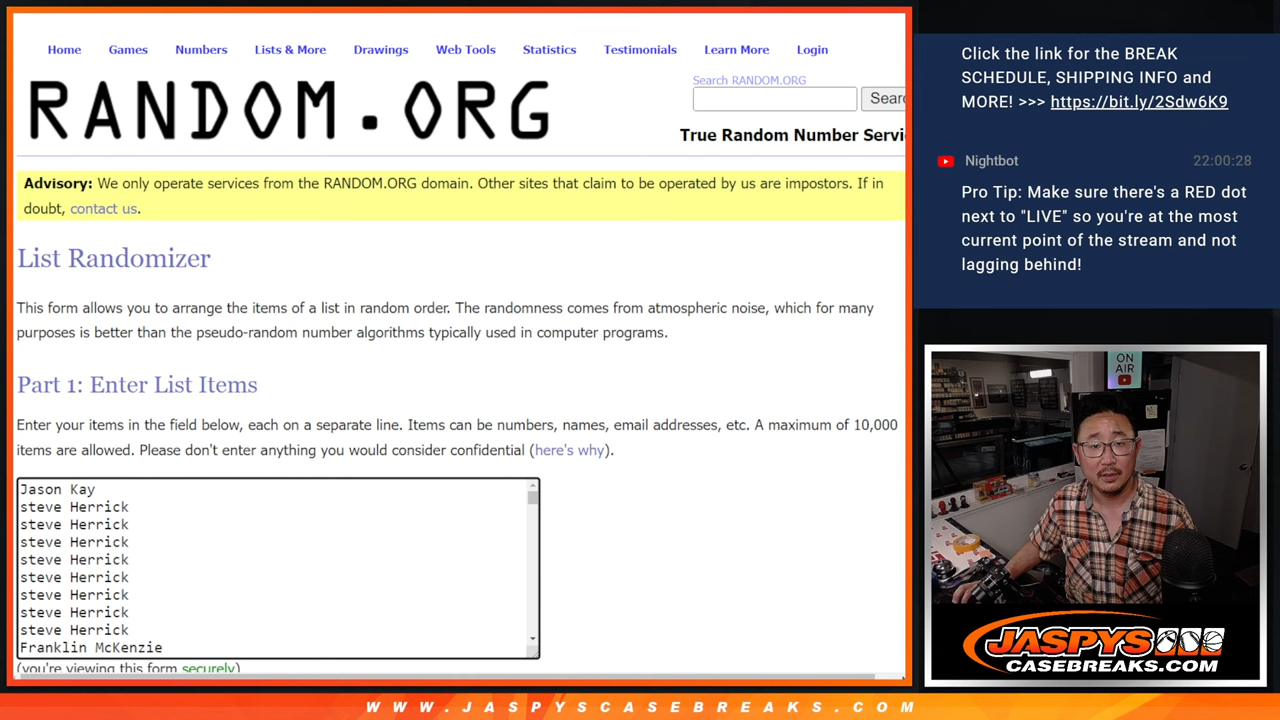 Home Games Numbers Lists & More Drawings Web Tools Statistics Testimonials Learn More Login
RANDOM.ORG
Search RANDOM.ORG
Sear
True Random Number Servi
Advisory: We only operate services from the RANDOM.ORG domain. Other sites that claim to be operated by us are impostors. If in
doubt, contact us.
List Randomizer
This form allows you to arrange the items of a list in random order. The randomness comes from atmospheric noise, which for many
purposes is better than the pseudo-random number algorithms typically used in computer programs.
Part 1: Enter List Items
Enter your items in the field below, each on a separate line. Items can be numbers, names, email addresses, etc. A maximum of 10,000
items are allowed. Please don't enter anything you would consider confidential (here's why).
Jason Kay
steve Herrick
steve Herrick
steve Herrick
steve Herrick
steve Herrick
steve Herrick
steve Herrick
steve Herrick
Franklin McKenzie
(you're viewing this form securely)
Click the link for the BREAK
SCHEDULE, SHIPPING INFO and
MORE! >>> https://bit.ly/2Sdw6K9
Nightbot 22:00:28
Pro Tip: Make sure there's a RED dot
next to "LIVE" so you're at the most
current point of the stream and not
lagging behind!
ON
AIR
JASPYS
CASEBREAKS.COM
WWW.JASPYSCASEBREAKS.COM